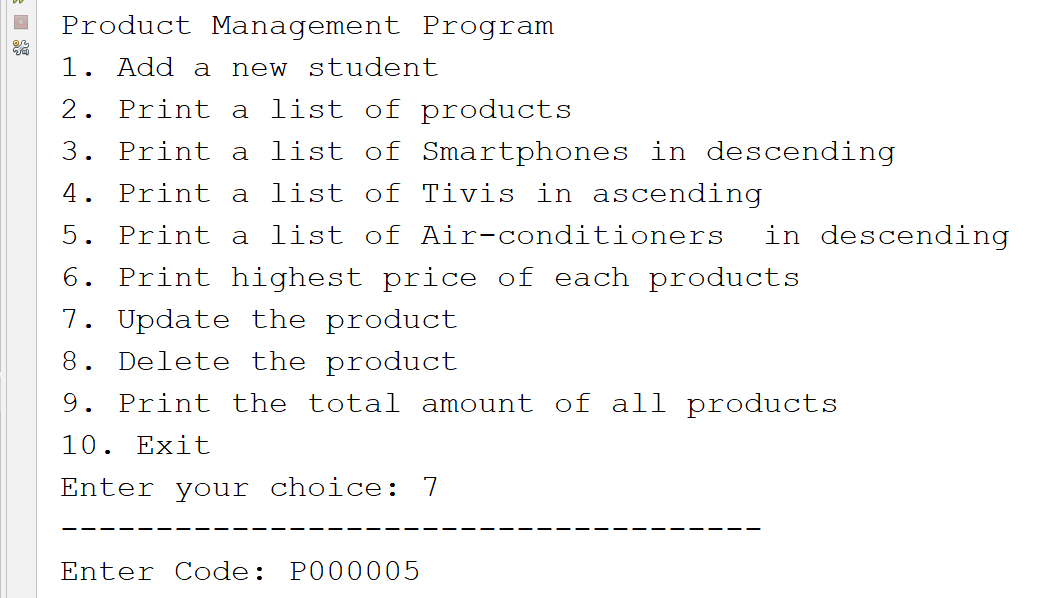 Product Management Program
1. Add a new student
2. Print a list of products
3. Print a list of Smartphones in descending
4. Print a list of Tivis in ascending
5. Print a list of Air-conditioners  in descending
6. Print highest price of each products
7. Update the product
8. Delete the product
9. Print the total amount of all products
10. Exit
Enter your choice: 7
-------------------------------------
Enter Code: P000005